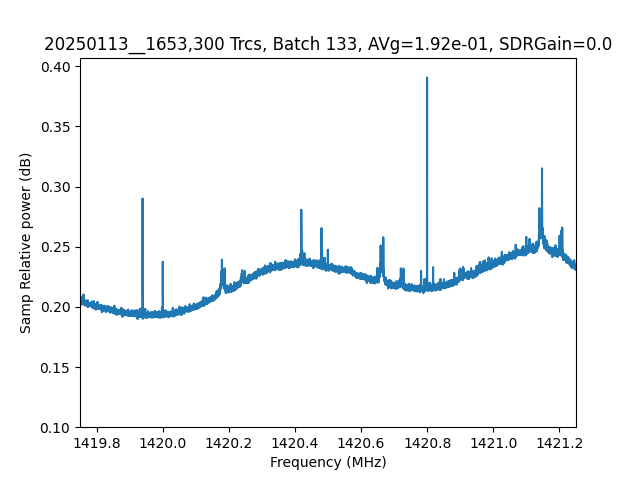 20250113__1653,300 Trcs, Batch 133, AVg=1.92e-01, SDRGain=0.0
0.40
0.35
0.30
0.25
0.20
0.15
0.10
Samp Relative power (dB)
1419.8 1420.0 1420.2 1420.4 1420.6 1420.8 1421.0 1421.2
Frequency (MHz)